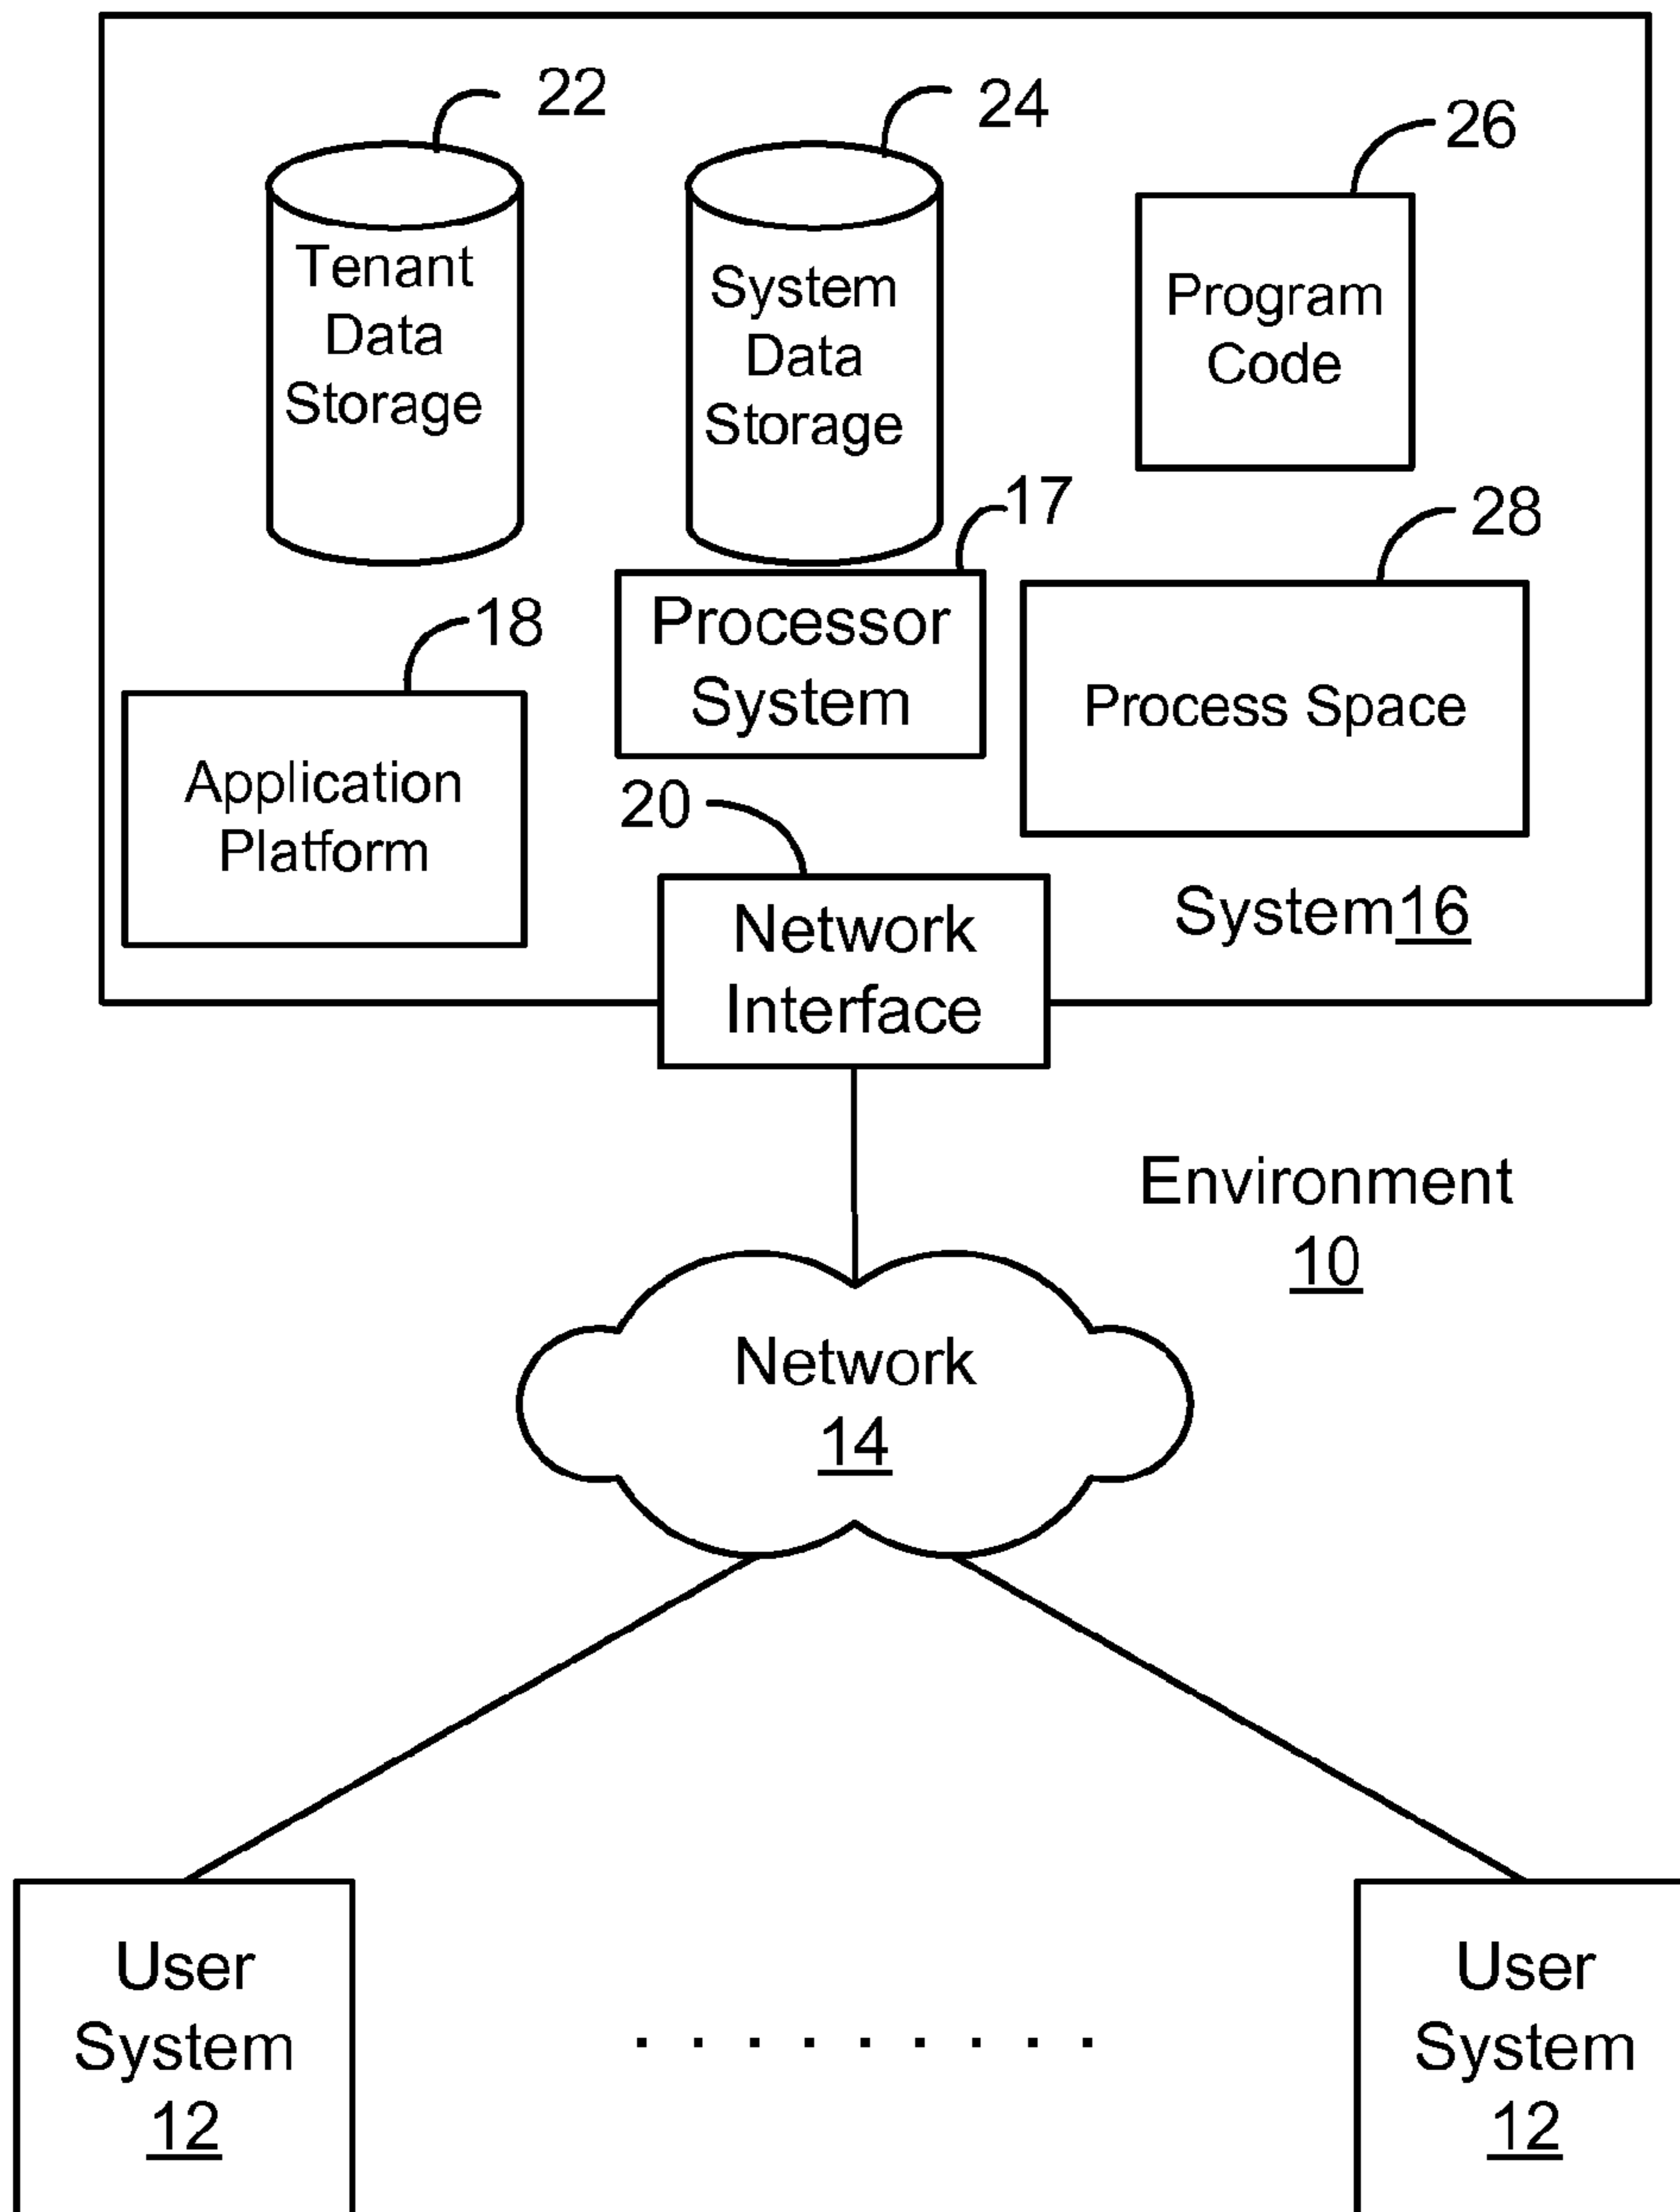 22
24
26
Tenant
Data
Storage
System
Data
Storage
Program
Code
17
28
18
Processor
System
Process Space
Application
Platform
20
Network
Interface
System16
Environment
10
Network
14
User
System
12
. . . . . . . . .
User
System
12